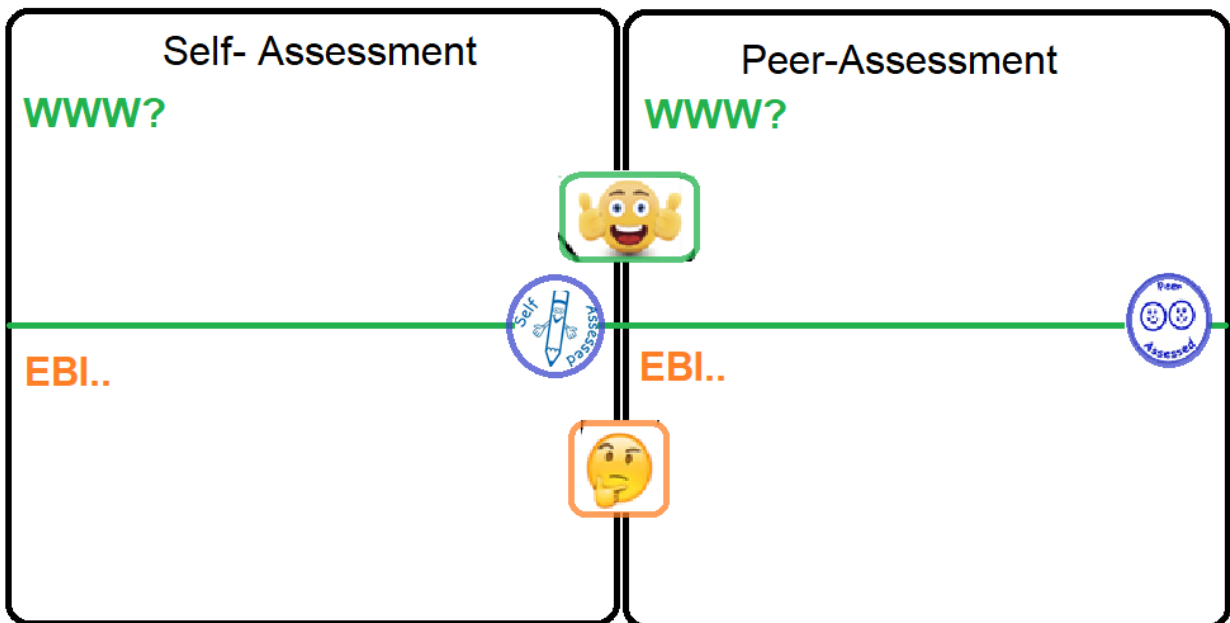 Self- Assessment
WWW?
Self Assessed
EBI..
Peer-Assessment
WWW?
Peer
Assessed
EBI..